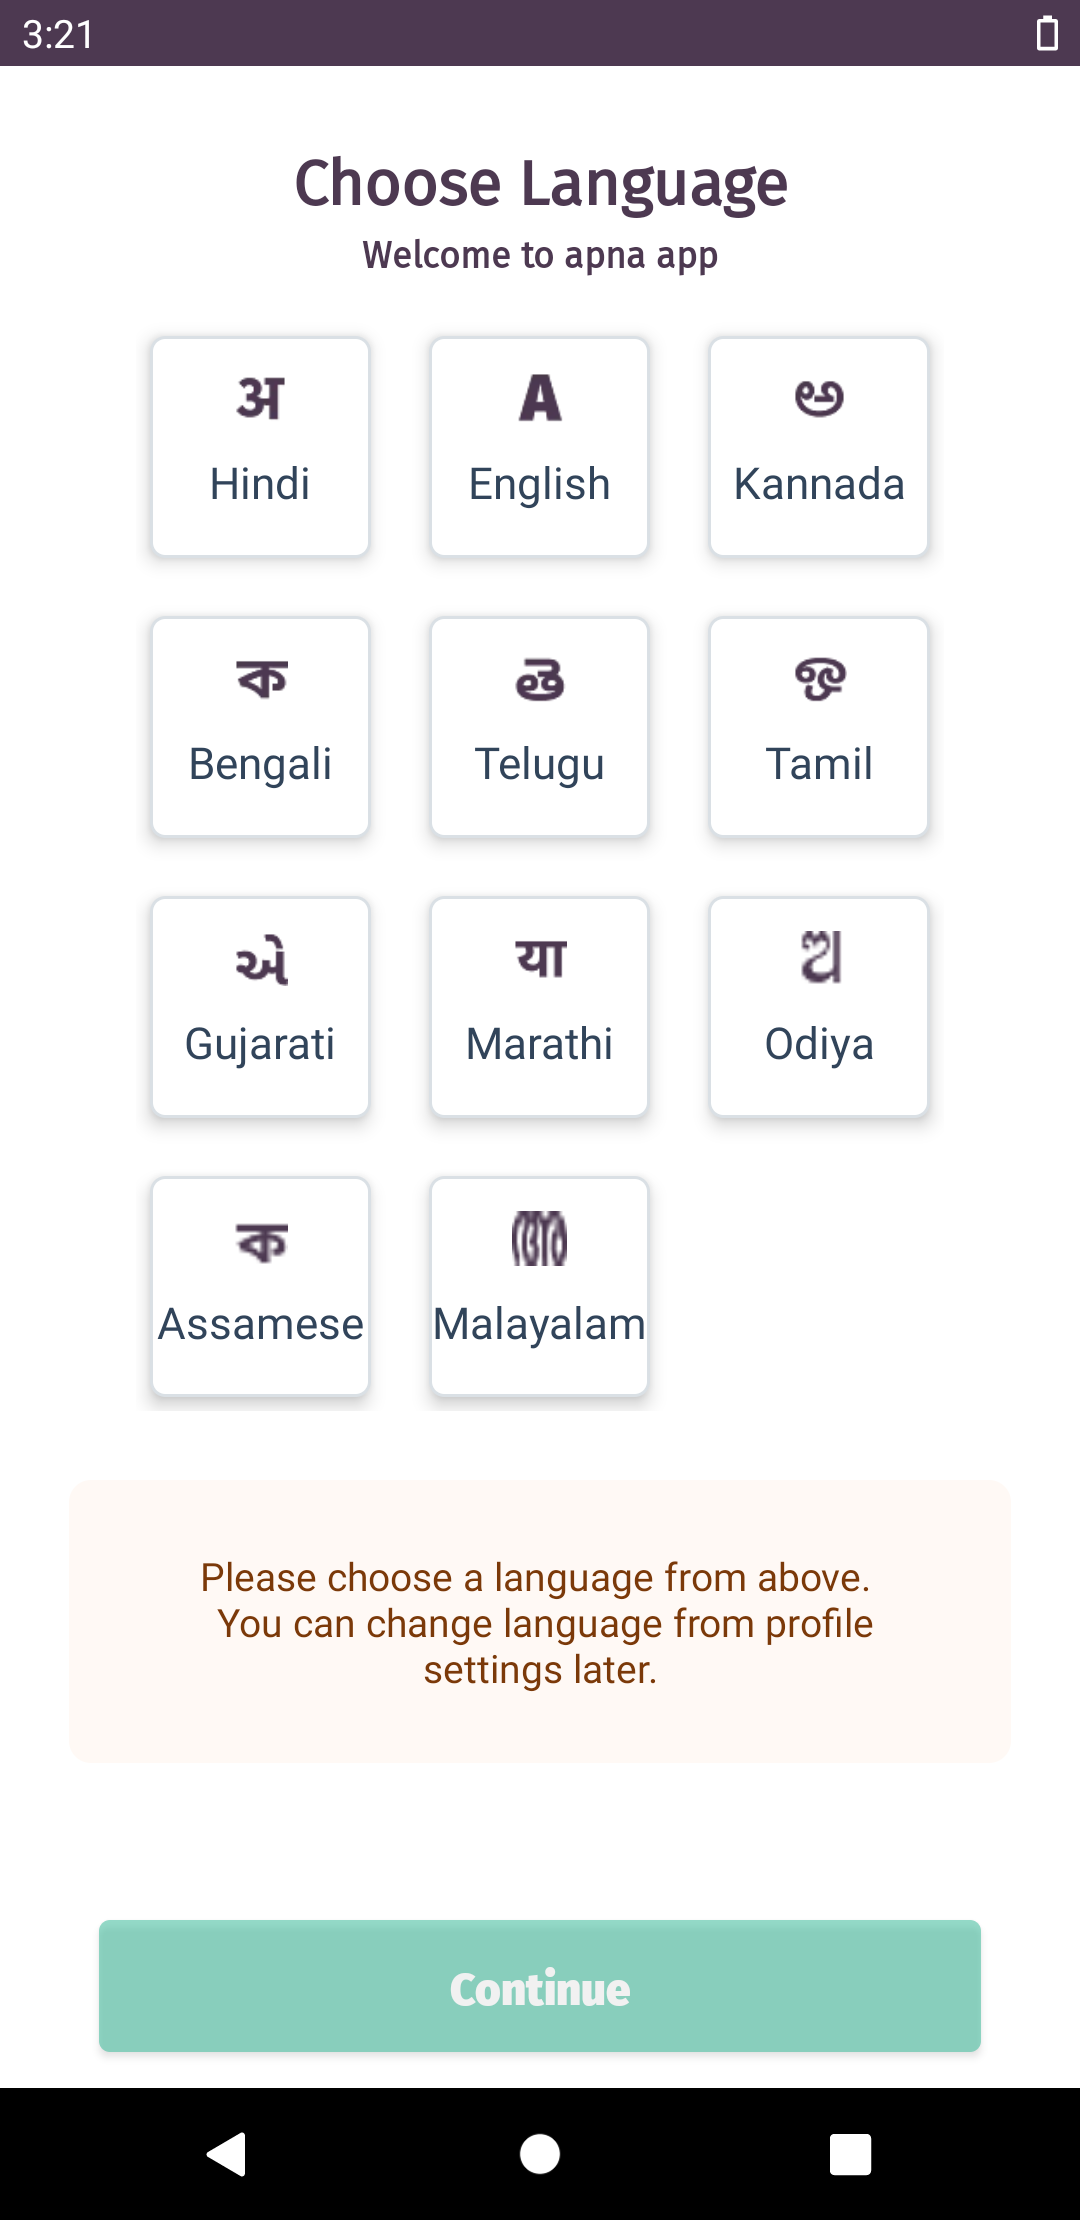 3:21
Choose Language
Welcome to apna app
अ A ಅ
Hindi English Kannada
ক తె ஒ
Bengali Telugu Tamil
એ या ଅ
Gujarati Marathi Odiya
ক അ
Assamese Malayalam
Please choose a language from above.
You can change language from profile
settings later.
Continue